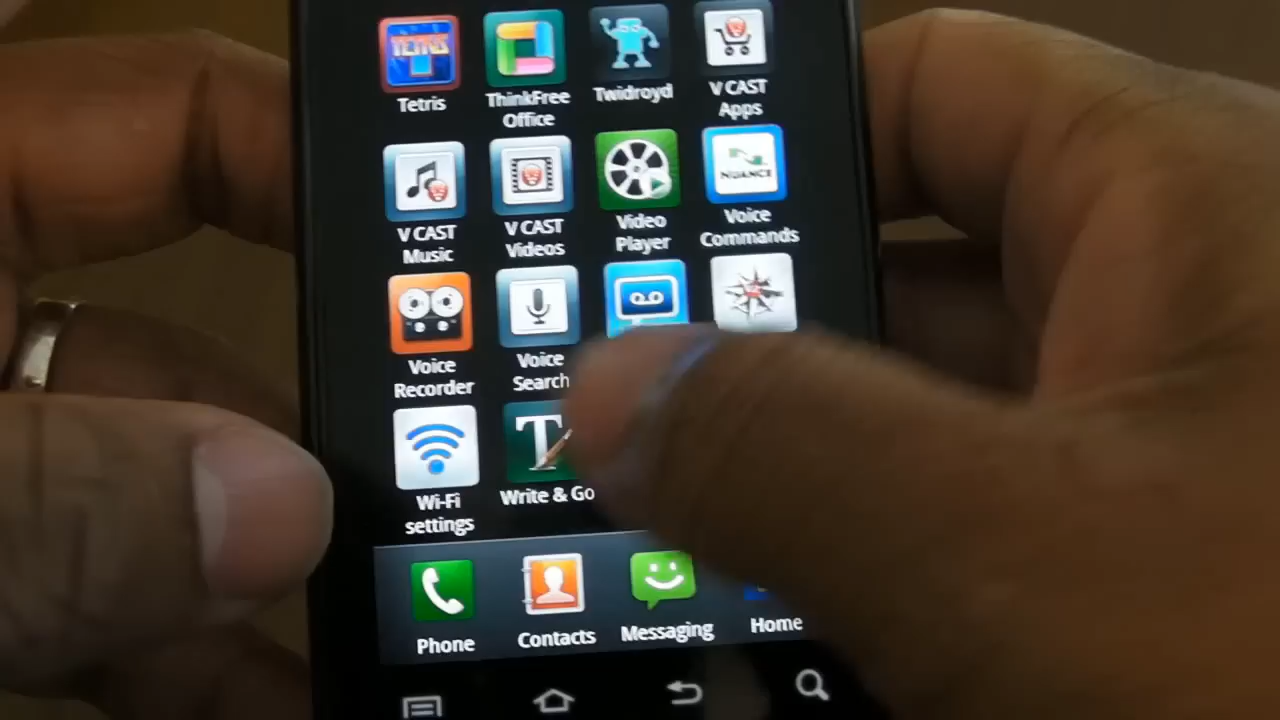 TETRIS
Tetris
ThinkFree
Office
Twidroyd
V CAST
Apps
V CAST
Music
V CAST
Videos
Video
Player
NUANCE
Voice
Commands
Voice
Recorder
Voice
Search
T
Wi-Fi
settings
Write & Go
Phone
Contacts
Messaging
Home